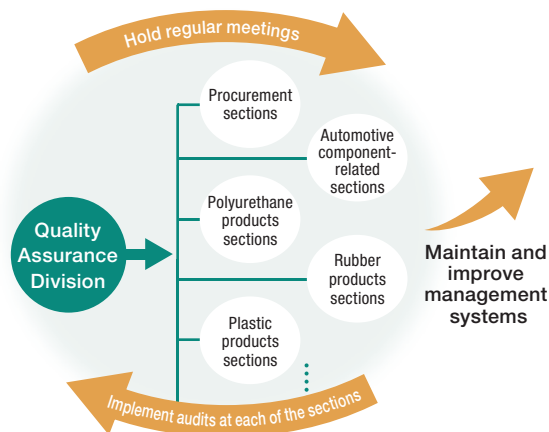 Hold regular meetings
Procurement
sections
Automotive
component-
related
sections
Polyurethane
products
sections
Quality
Assurance
Division
Rubber
products
sections
Maintain and
improve
management
systems
Plastic
products
sections
Implement audits at each of the sections